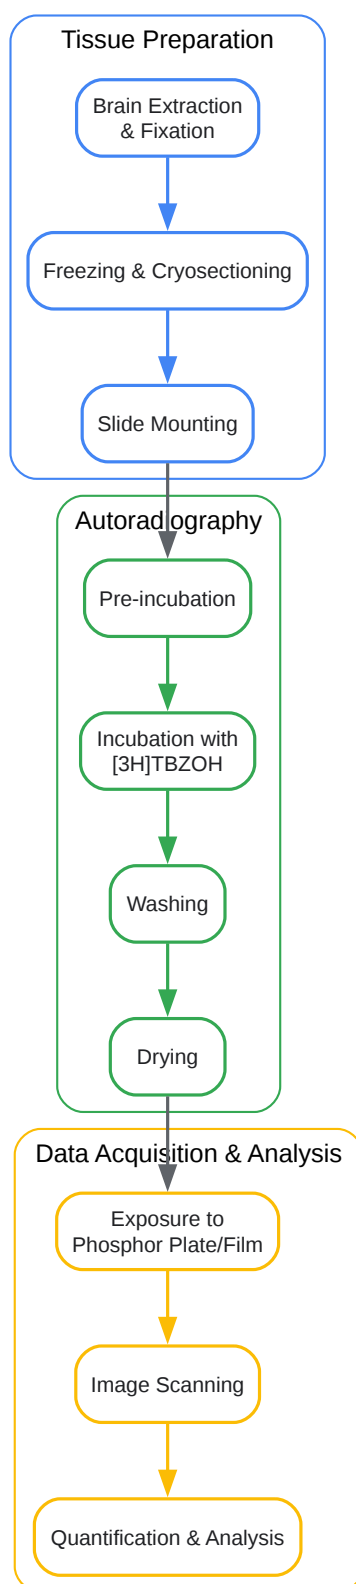 Tissue Preparation
Brain Extraction
& Fixation
Freezing & Cryosectioning
Slide Mounting
Autoradiography
Pre-incubation
Incubation with
[3H]TBZOH
Washing
Drying
Data Acquisition & Analysis
Exposure to
Phosphor Plate/Film
Image Scanning
Quantification & Analysis